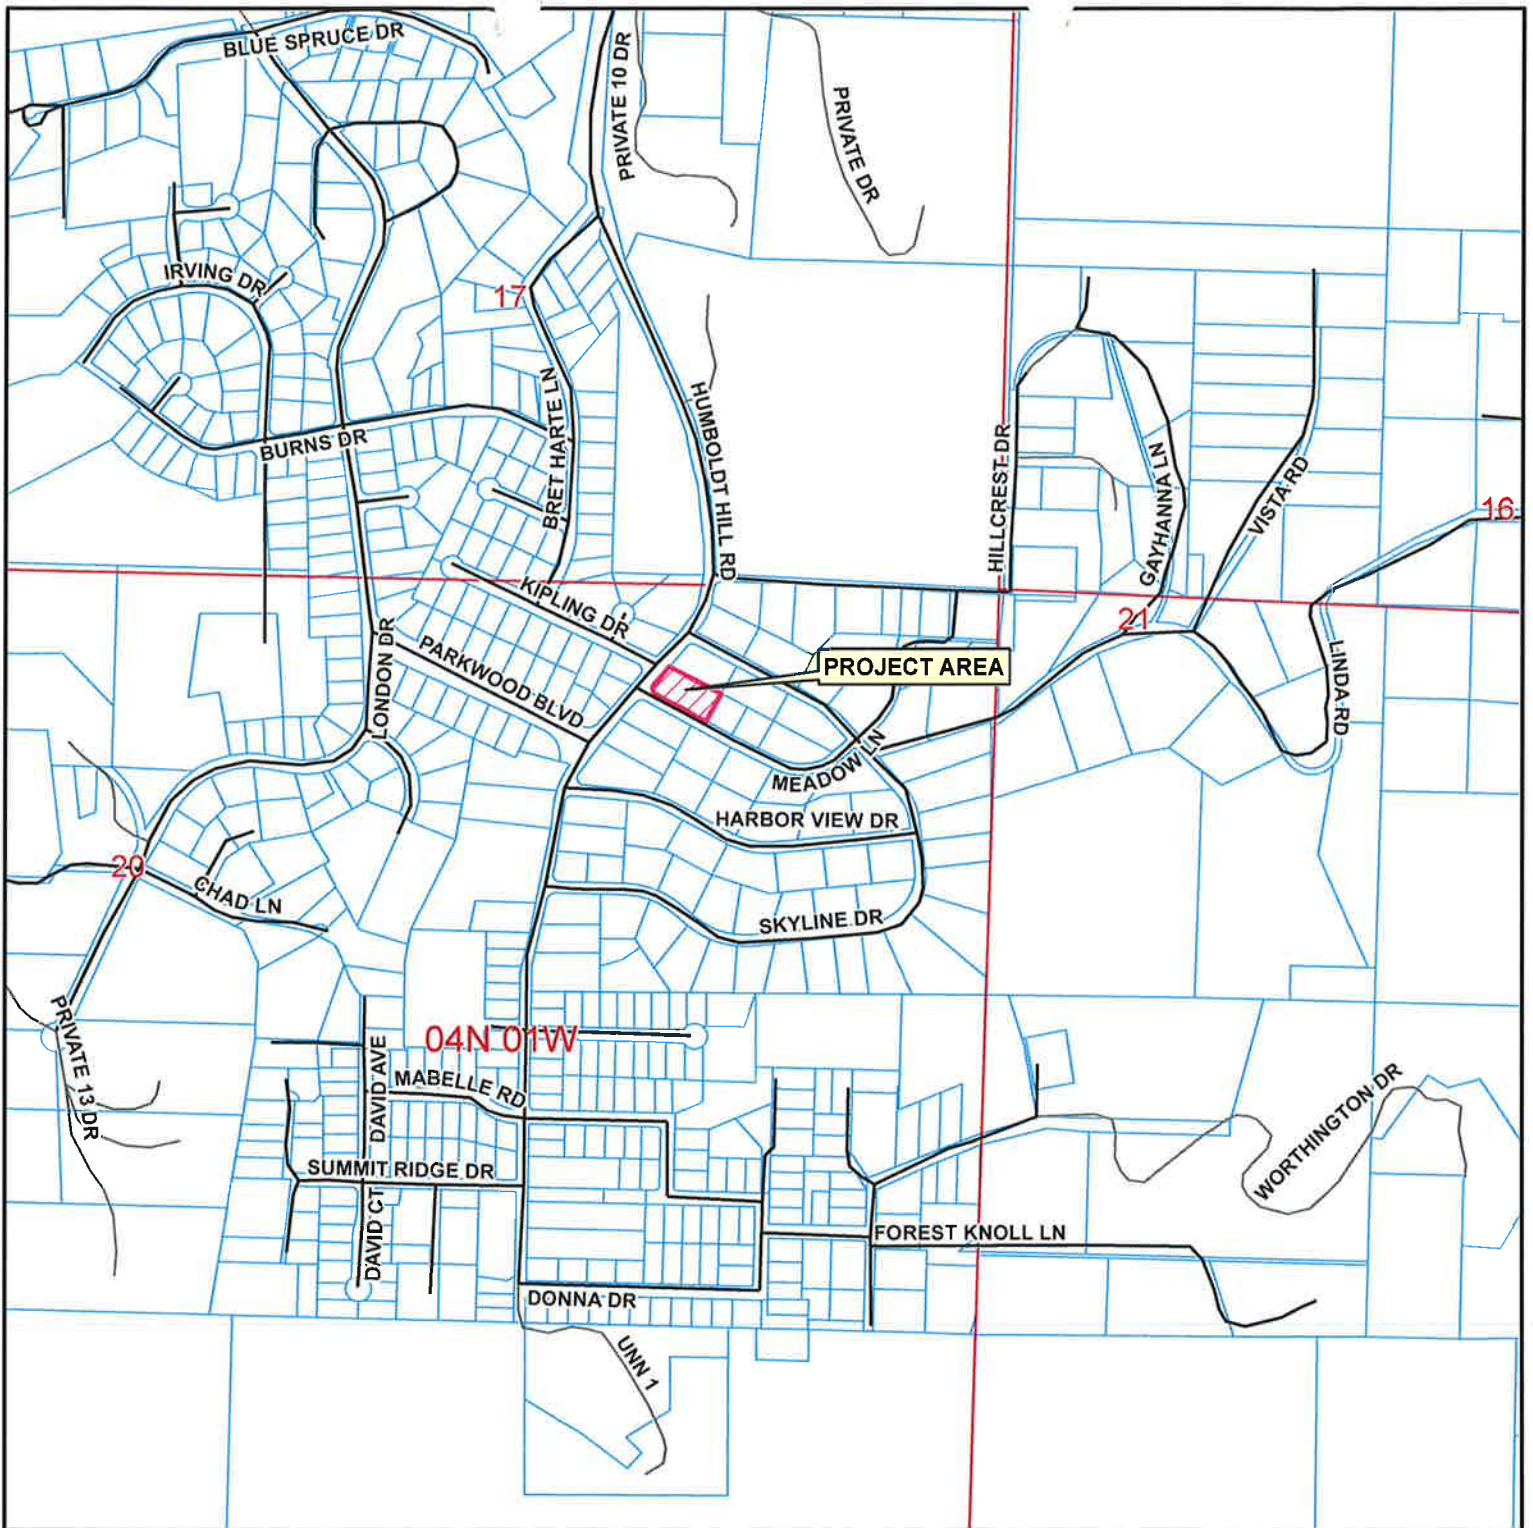 BLUE SPRUCE DR
PRIVATE 10 DR
PRIVATE DR
IRVING DR
17
HUMBOLDT HILL RD
BRET HARTE LN
BURNS DR
HILLCREST DR
GAYHANNA LN
VISTA RD
16
KIPLING DR
21
LONDON DR
PARKWOOD BLVD
PROJECT AREA
LINDA RD
MEADOW LN
HARBOR VIEW DR
20
CHAD LN
SKYLINE DR
PRIVATE 13 DR
04N 01W
DAVID AVE
MABELLE RD
WORTHINGTON DR
SUMMIT RIDGE DR
DAVID CT
FOREST KNOLL LN
DONNA DR
UNN 1